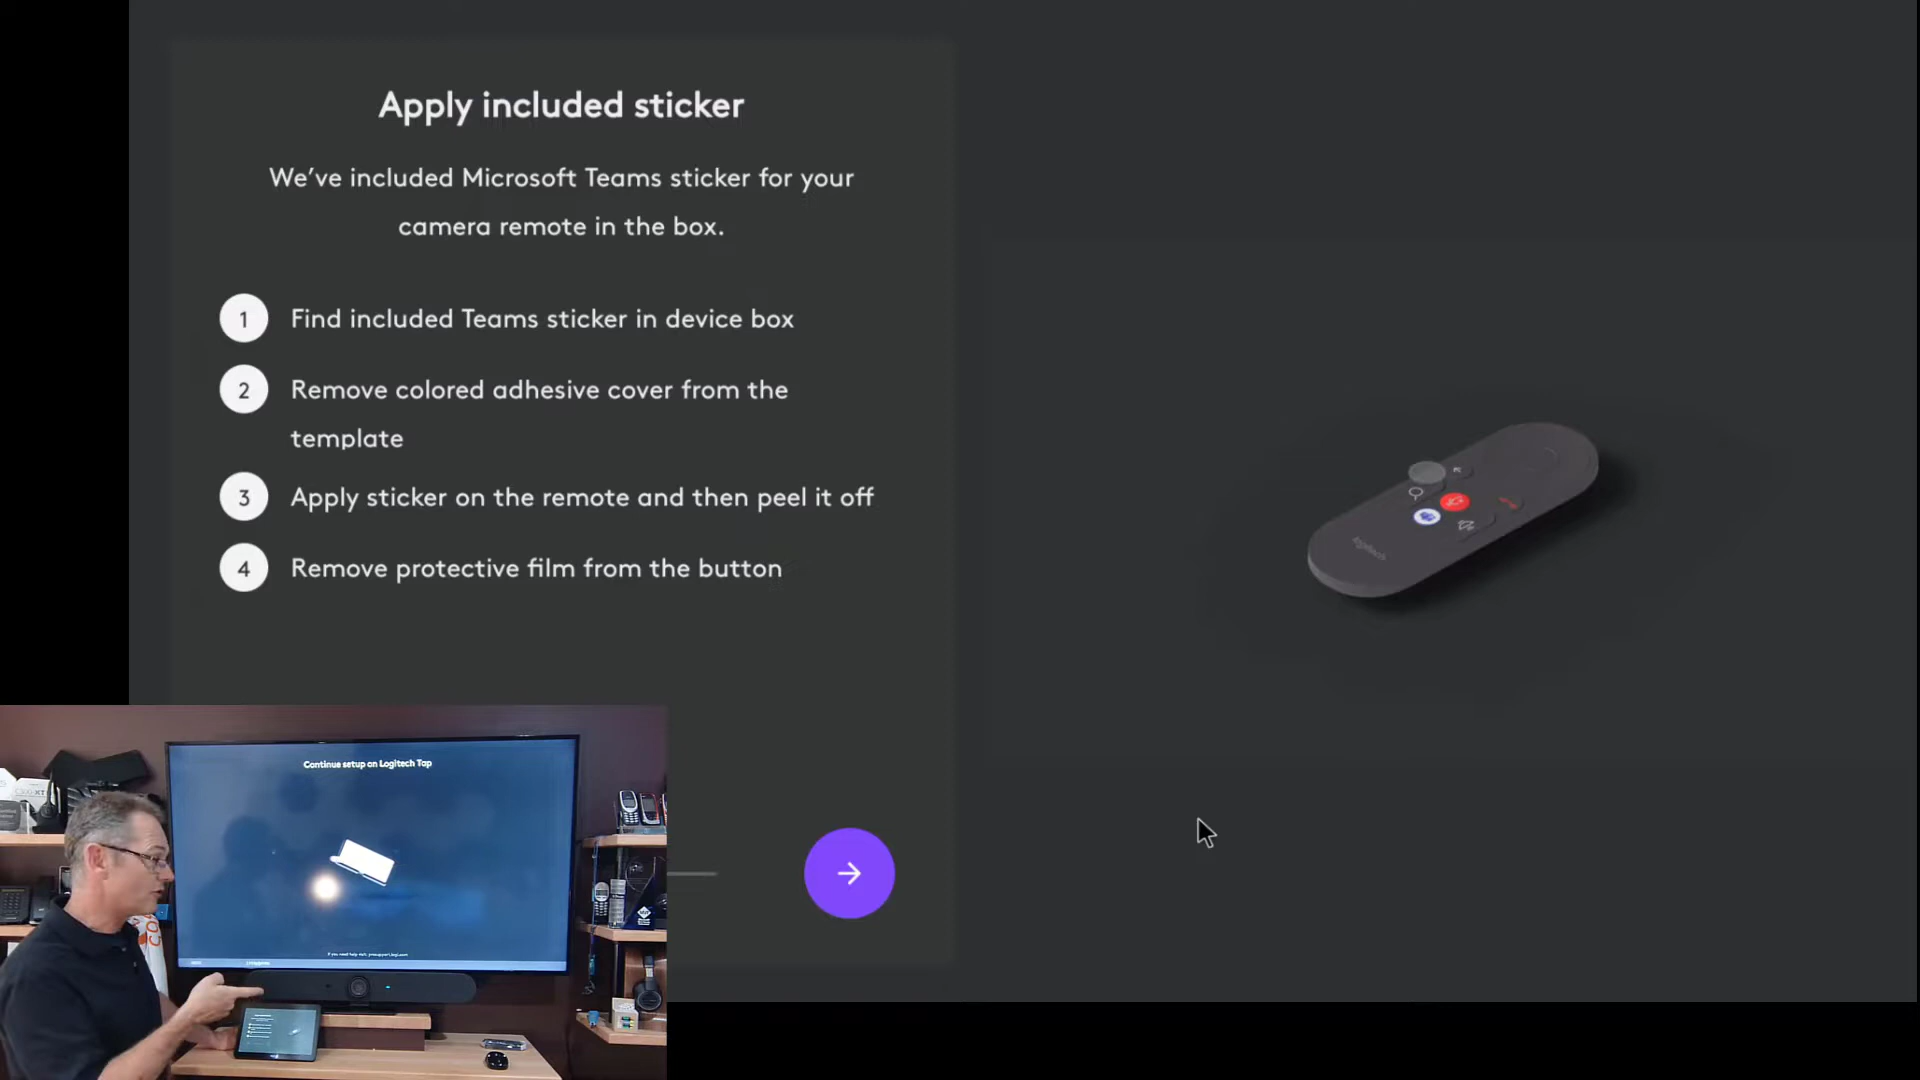 Apply included sticker
We’ve included Microsoft Teams sticker for your
camera remote in the box.
1 Find included Teams sticker in device box
2 Remove colored adhesive cover from the
template
3 Apply sticker on the remote and then peel it off
4 Remove protective film from the button
logitech
Continue setup on Logitech Tap